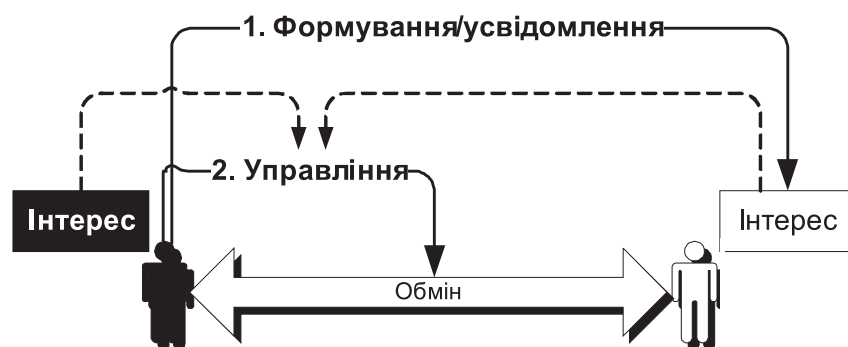 1. Формування/усвідомлення
2. Управління
Інтерес
Інтерес
Обмін